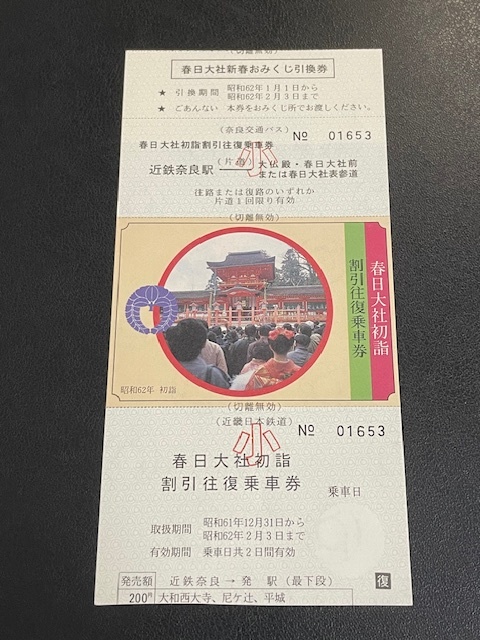 (切離無効)
春日大社新春おみくじ引換券
★ 引換期間 昭和62年1月1日から
昭和62年2月3日まで
★ ごあんない 本券をおみくじ所でお渡しください。
(切離無効)
(奈良交通バス)
春日大社初詣割引往復乗車券
№ 01653
小
(片道)
近鉄奈良駅
大仏殿・春日大社前
または春日大社表参道
往路または復路のいずれか
片道1回限り有効
(切離無効)
春日大社初詣
割引往復乗車券
昭和62年 初詣
(切離無効)
(近畿日本鉄道)
小
№ 01653
春日大社初詣
割引往復乗車券
乗車日
取扱期間 昭和61年12月31日から
昭和62年2月3日まで
有効期間 乗車日共2日間有効
発売額 近鉄奈良→発 駅(最下段)
復
200円 大和西大寺、尼ケ辻、平城